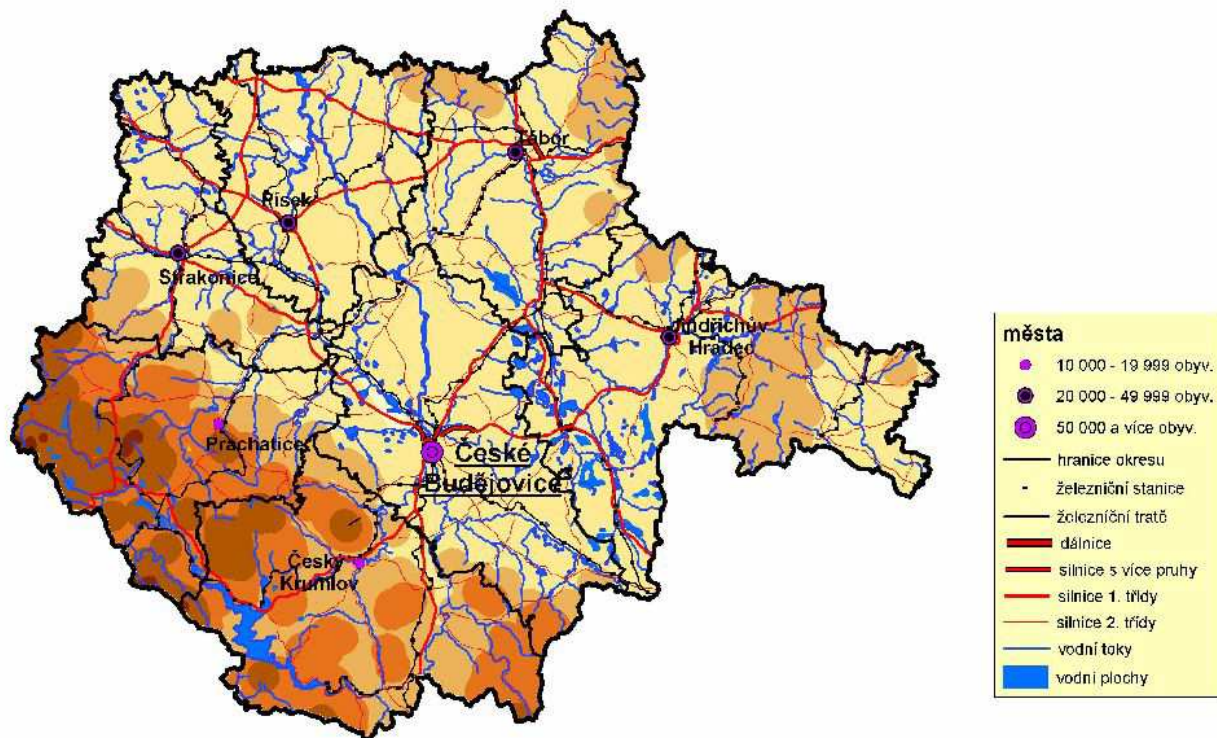 Tábor
Písek
Strakonice
Jindřichův
Hradec
Prachatice
České
Budějovice
Český
Krumlov
města
10 000 - 19 999 obyv.
20 000 - 49 999 obyv.
50 000 a více obyv.
hranice okresu
železniční stanice
železniční tratě
dálnice
silnice s více pruhy
silnice 1. třídy
silnice 2. třídy
vodní toky
vodní plochy